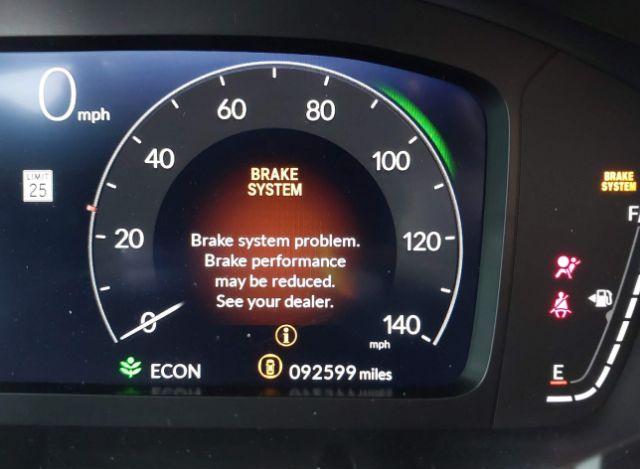 0 mph
LIMIT
25
0
20
40
60
80
100
120
140
mph
BRAKE
SYSTEM
Brake system problem.
Brake performance
may be reduced.
See your dealer.
i
ECON
092599 miles
BRAKE
SYSTEM
F
E